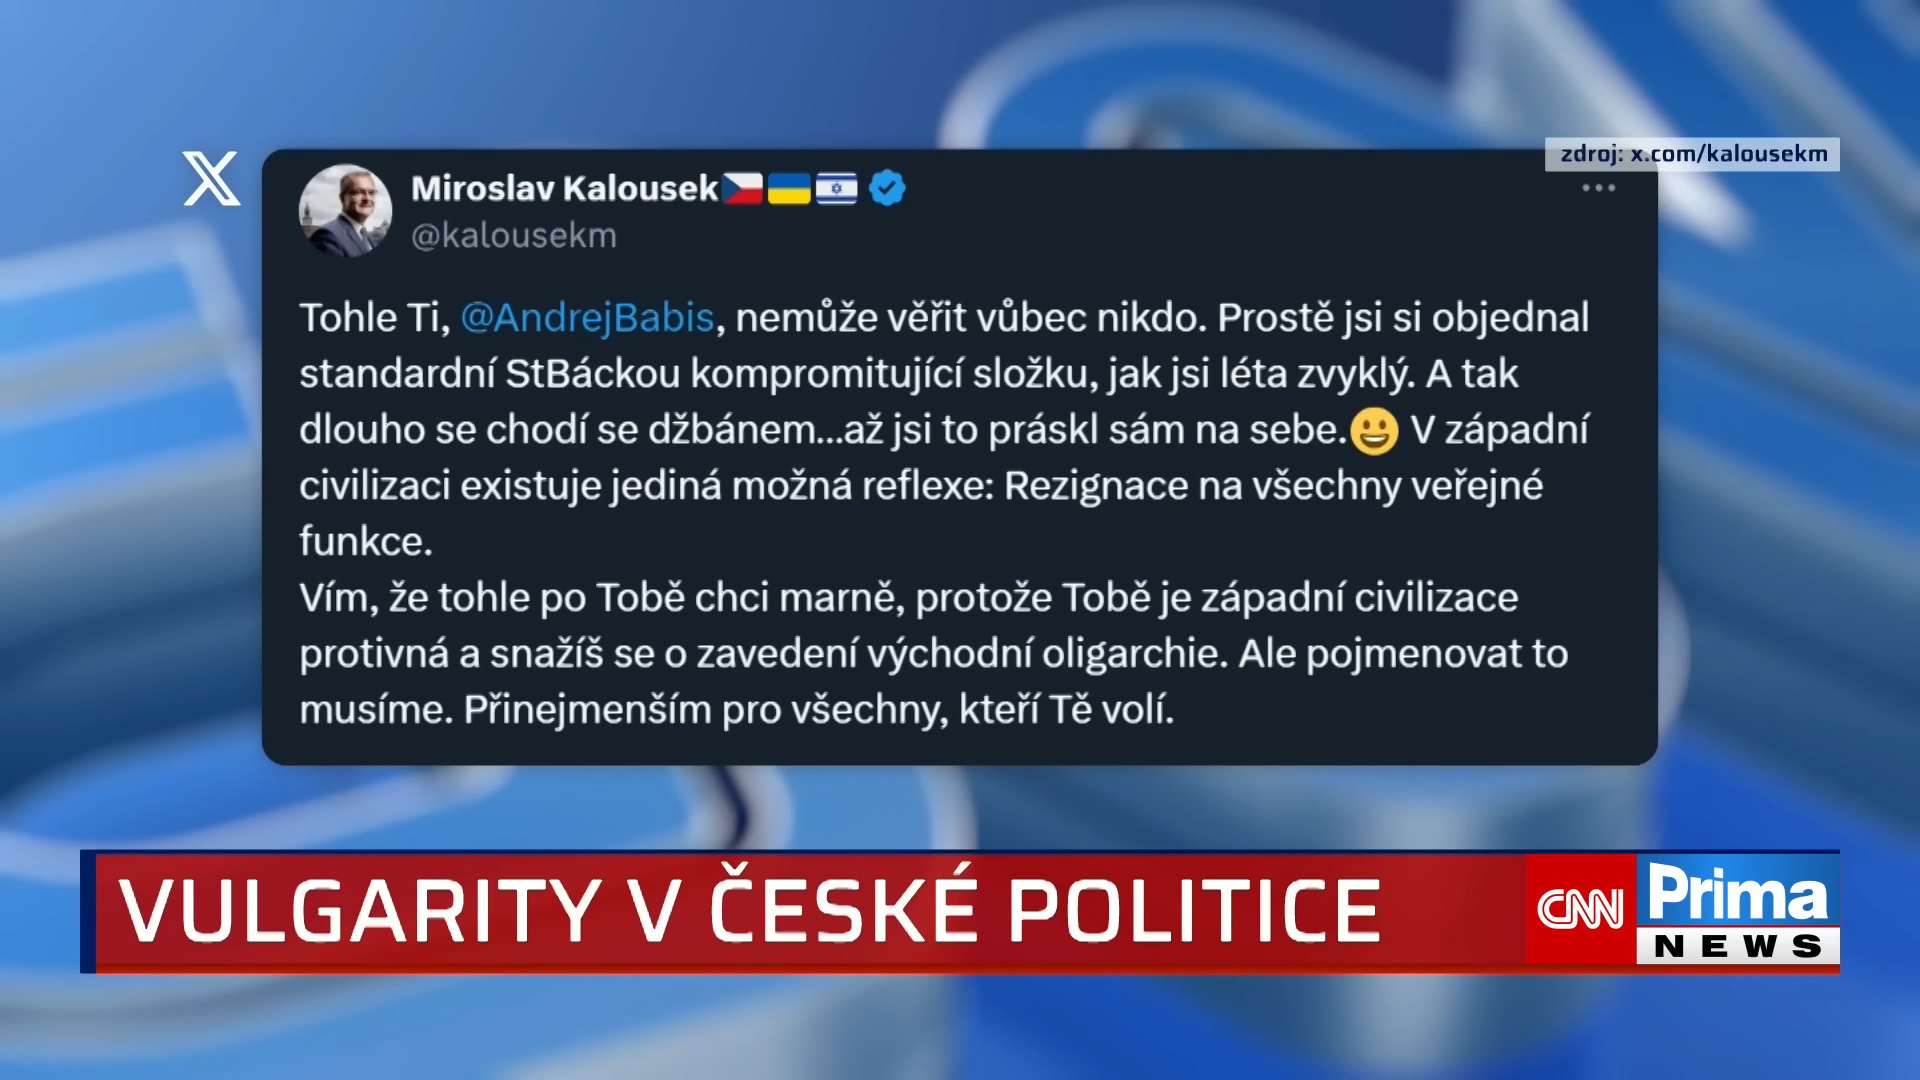 zdroj: x.com/kalousekm
Miroslav Kalousek🇨🇿🇺🇦🇮🇱
@kalousekm
Tohle Ti, @AndrejBabis, nemůže věřit vůbec nikdo. Prostě jsi si objednal
standardní StBáckou kompromitující složku, jak jsi léta zvyklý. A tak
dlouho se chodí se džbánem...až jsi to práskl sám na sebe.😀 V západní
civilizaci existuje jediná možná reflexe: Rezignace na všechny veřejné
funkce.
Vím, že tohle po Tobě chci marně, protože Tobě je západní civilizace
protivná a snažíš se o zavedení východní oligarchie. Ale pojmenovat to
musíme. Přinejmenším pro všechny, kteří Tě volí.
VULGARITY V ČESKÉ POLITICE
CNN Prima
NEWS